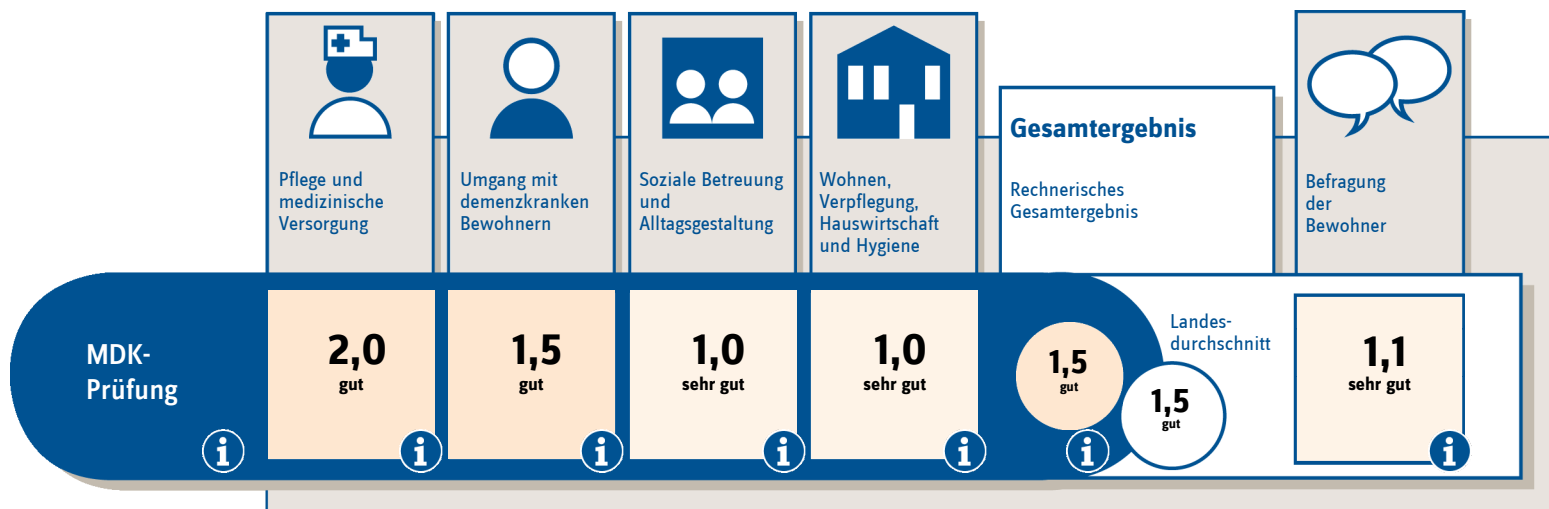 Pflege und
medizinische
Versorgung
Umgang mit
demenzkranken
Bewohnern
Soziale Betreuung
und
Alltagsgestaltung
Wohnen,
Verpflegung,
Hauswirtschaft
und Hygiene
Gesamtergebnis
Rechnerisches
Gesamtergebnis
Befragung
der
Bewohner
MDK-
Prüfung
i
2,0
gut
i
1,5
gut
i
1,0
sehr gut
i
1,0
sehr gut
i
1,5
gut
i
Landes-
durchschnitt
1,5
gut
1,1
sehr gut
i